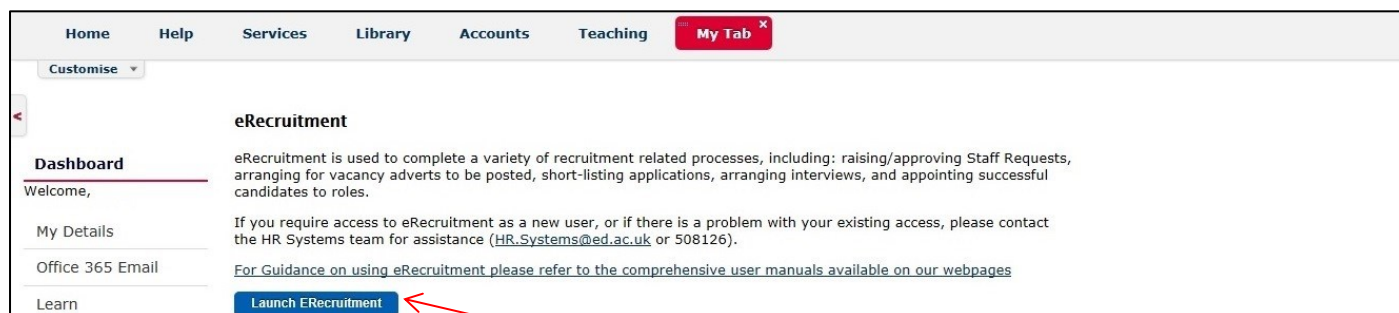 Home Help Services Library Accounts Teaching My Tab x
Customise
<
eRecruitment
Dashboard
Welcome,
My Details
Office 365 Email
Learn
eRecruitment is used to complete a variety of recruitment related processes, including: raising/approving Staff Requests,
arranging for vacancy adverts to be posted, short-listing applications, arranging interviews, and appointing successful
candidates to roles.
If you require access to eRecruitment as a new user, or if there is a problem with your existing access, please contact
the HR Systems team for assistance (HR.Systems@ed.ac.uk or 508126).
For Guidance on using eRecruitment please refer to the comprehensive user manuals available on our webpages
Launch ERecruitment